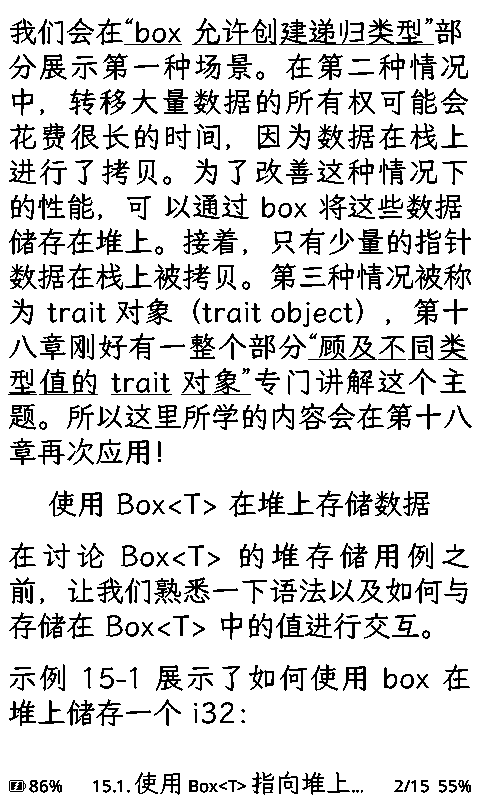 我们会在“box 允许创建递归类型”部
分展示第一种场景。在第二种情况
中，转移大量数据的所有权可能会
花费很长的时间，因为数据在栈上
进行了拷贝。为了改善这种情况下
的性能，可 以通过 box 将这些数据
储存在堆上。接着，只有少量的指针
数据在栈上被拷贝。第三种情况被称
为 trait 对象（trait object），第十
八章刚好有一整个部分“顾及不同类
型值的 trait 对象”专门讲解这个主
题。所以这里所学的内容会在第十八
章再次应用！
使用 Box<T> 在堆上存储数据
在讨论 Box<T> 的堆存储用例之
前，让我们熟悉一下语法以及如何与
存储在 Box<T> 中的值进行交互。
示例 15-1 展示了如何使用 box 在
堆上储存一个 i32：
86% 15.1. 使用 Box<T> 指向堆上... 2/15 55%